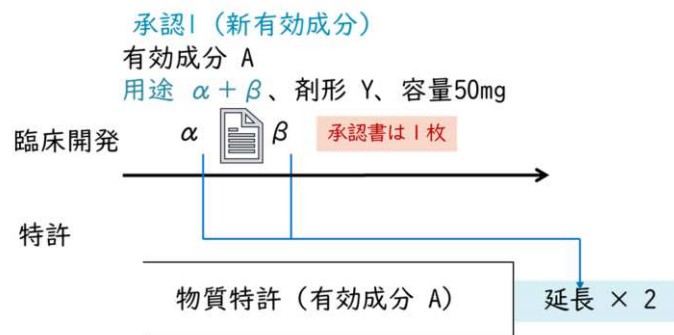 承認I（新有効成分）
有効成分 A
用途 α＋β、剤形 Y、容量50mg
臨床開発 α β 承認書はI枚
特許
物質特許（有効成分 A） 延長 × 2